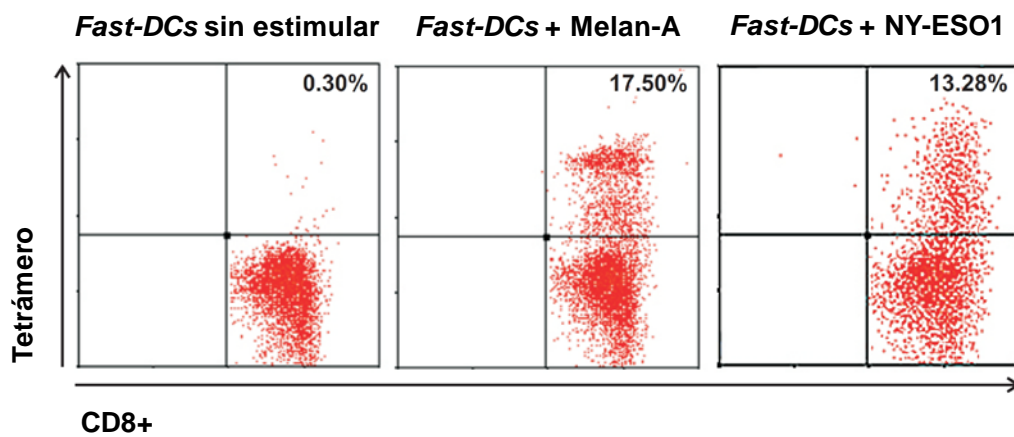 Fast-DCs sin estimular
Fast-DCs + Melan-A
Fast-DCs + NY-ESO1
0.30%
17.50%
13.28%
Tetrámero
CD8+